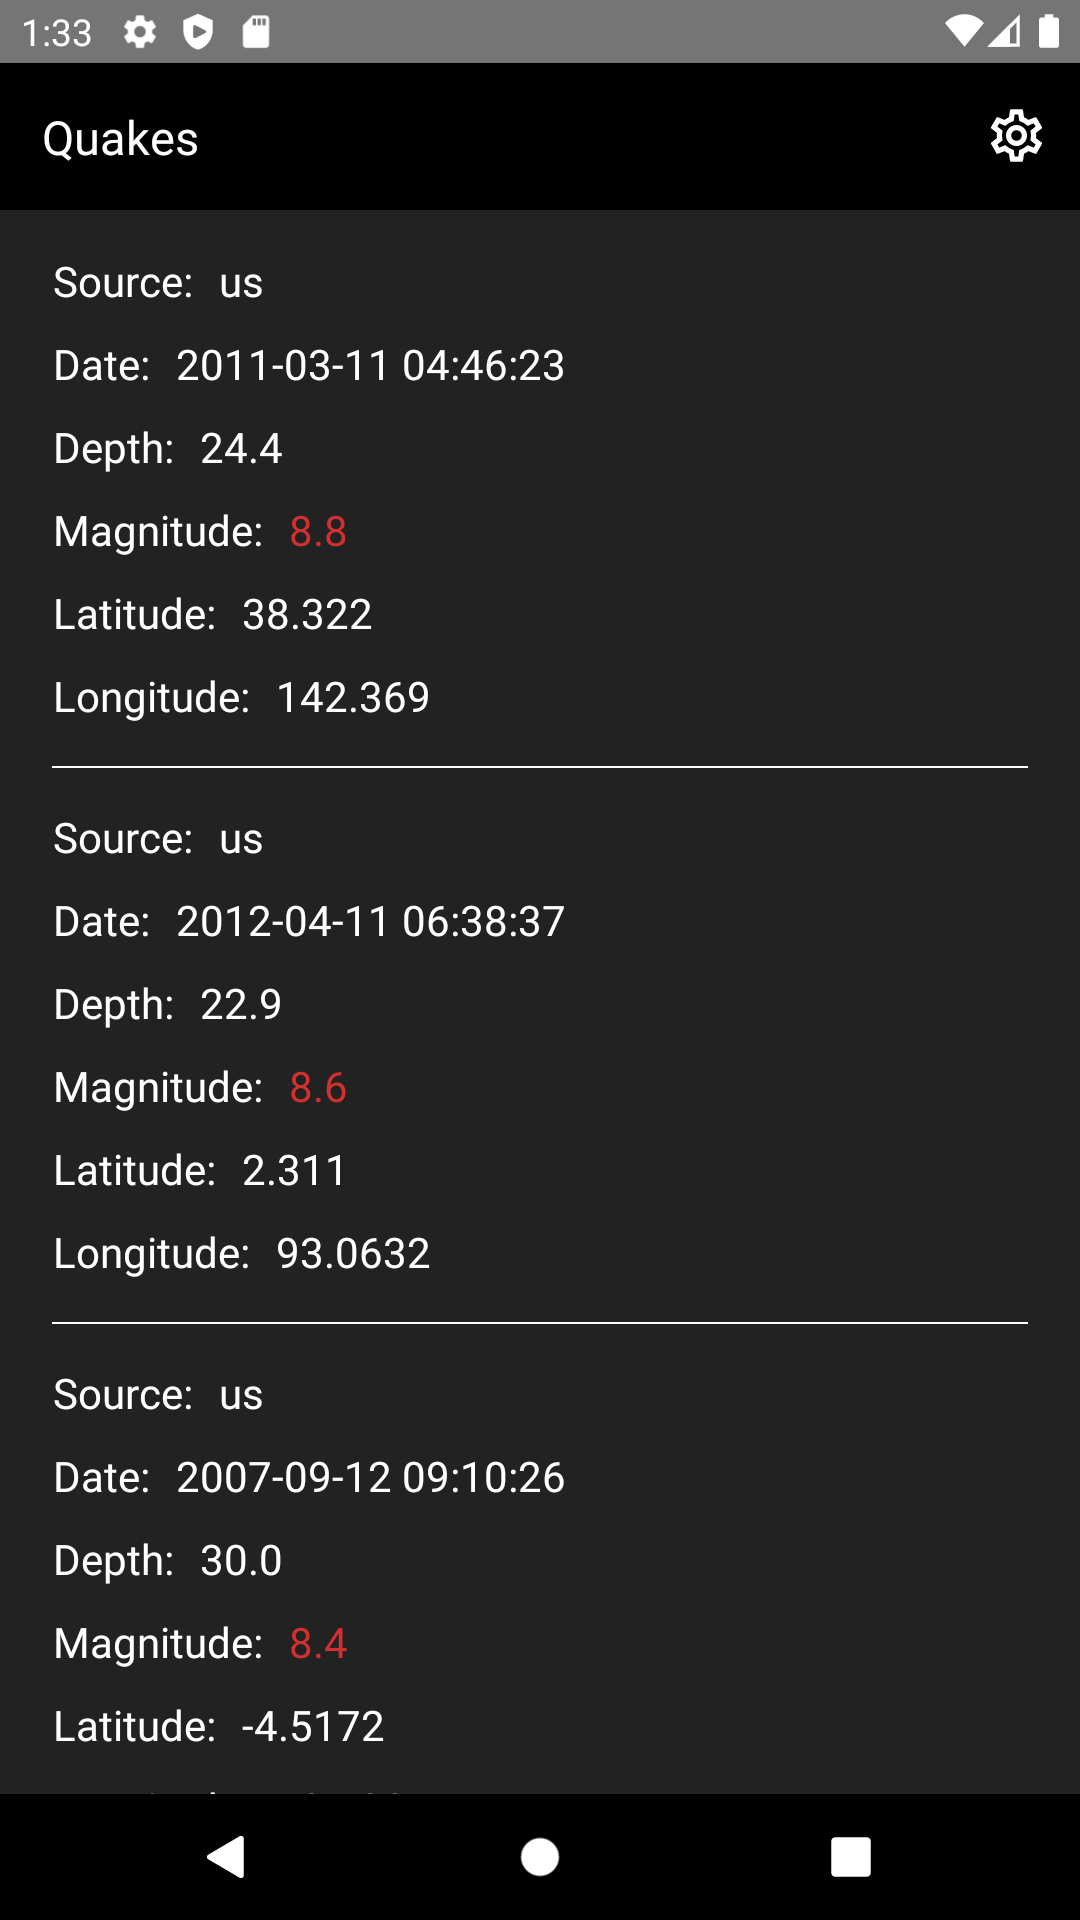 1:33
Quakes
Source: us
Date: 2011-03-11 04:46:23
Depth: 24.4
Magnitude: 8.8
Latitude: 38.322
Longitude: 142.369
Source: us
Date: 2012-04-11 06:38:37
Depth: 22.9
Magnitude: 8.6
Latitude: 2.311
Longitude: 93.0632
Source: us
Date: 2007-09-12 09:10:26
Depth: 30.0
Magnitude: 8.4
Latitude: -4.5172